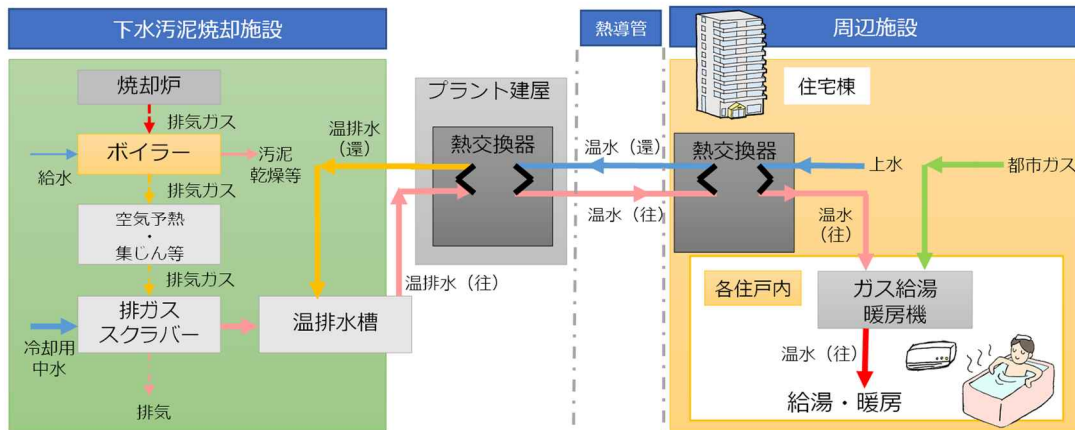 下水汚泥焼却施設
熱導管
周辺施設
焼却炉
排気ガス
ボイラー
給水
汚泥
乾燥等
排気ガス
空気予熱
・
集じん等
排気ガス
排ガス
スクラバー
冷却用
中水
排気
温排水
（還）
温排水槽
温排水（往）
プラント建屋
熱交換器
温水（還）
温水（往）
住宅棟
熱交換器
上水
都市ガス
温水
（往）
各住戸内
ガス給湯
暖房機
温水（往）
給湯・暖房